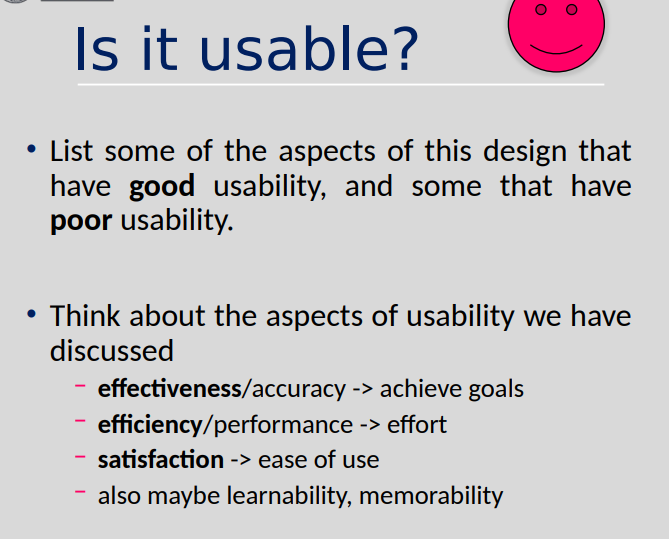 Is it usable?
• List some of the aspects of this design that
have good usability, and some that have
poor usability.
• Think about the aspects of usability we have
discussed
– effectiveness/accuracy -> achieve goals
– efficiency/performance -> effort
– satisfaction -> ease of use
– also maybe learnability, memorability